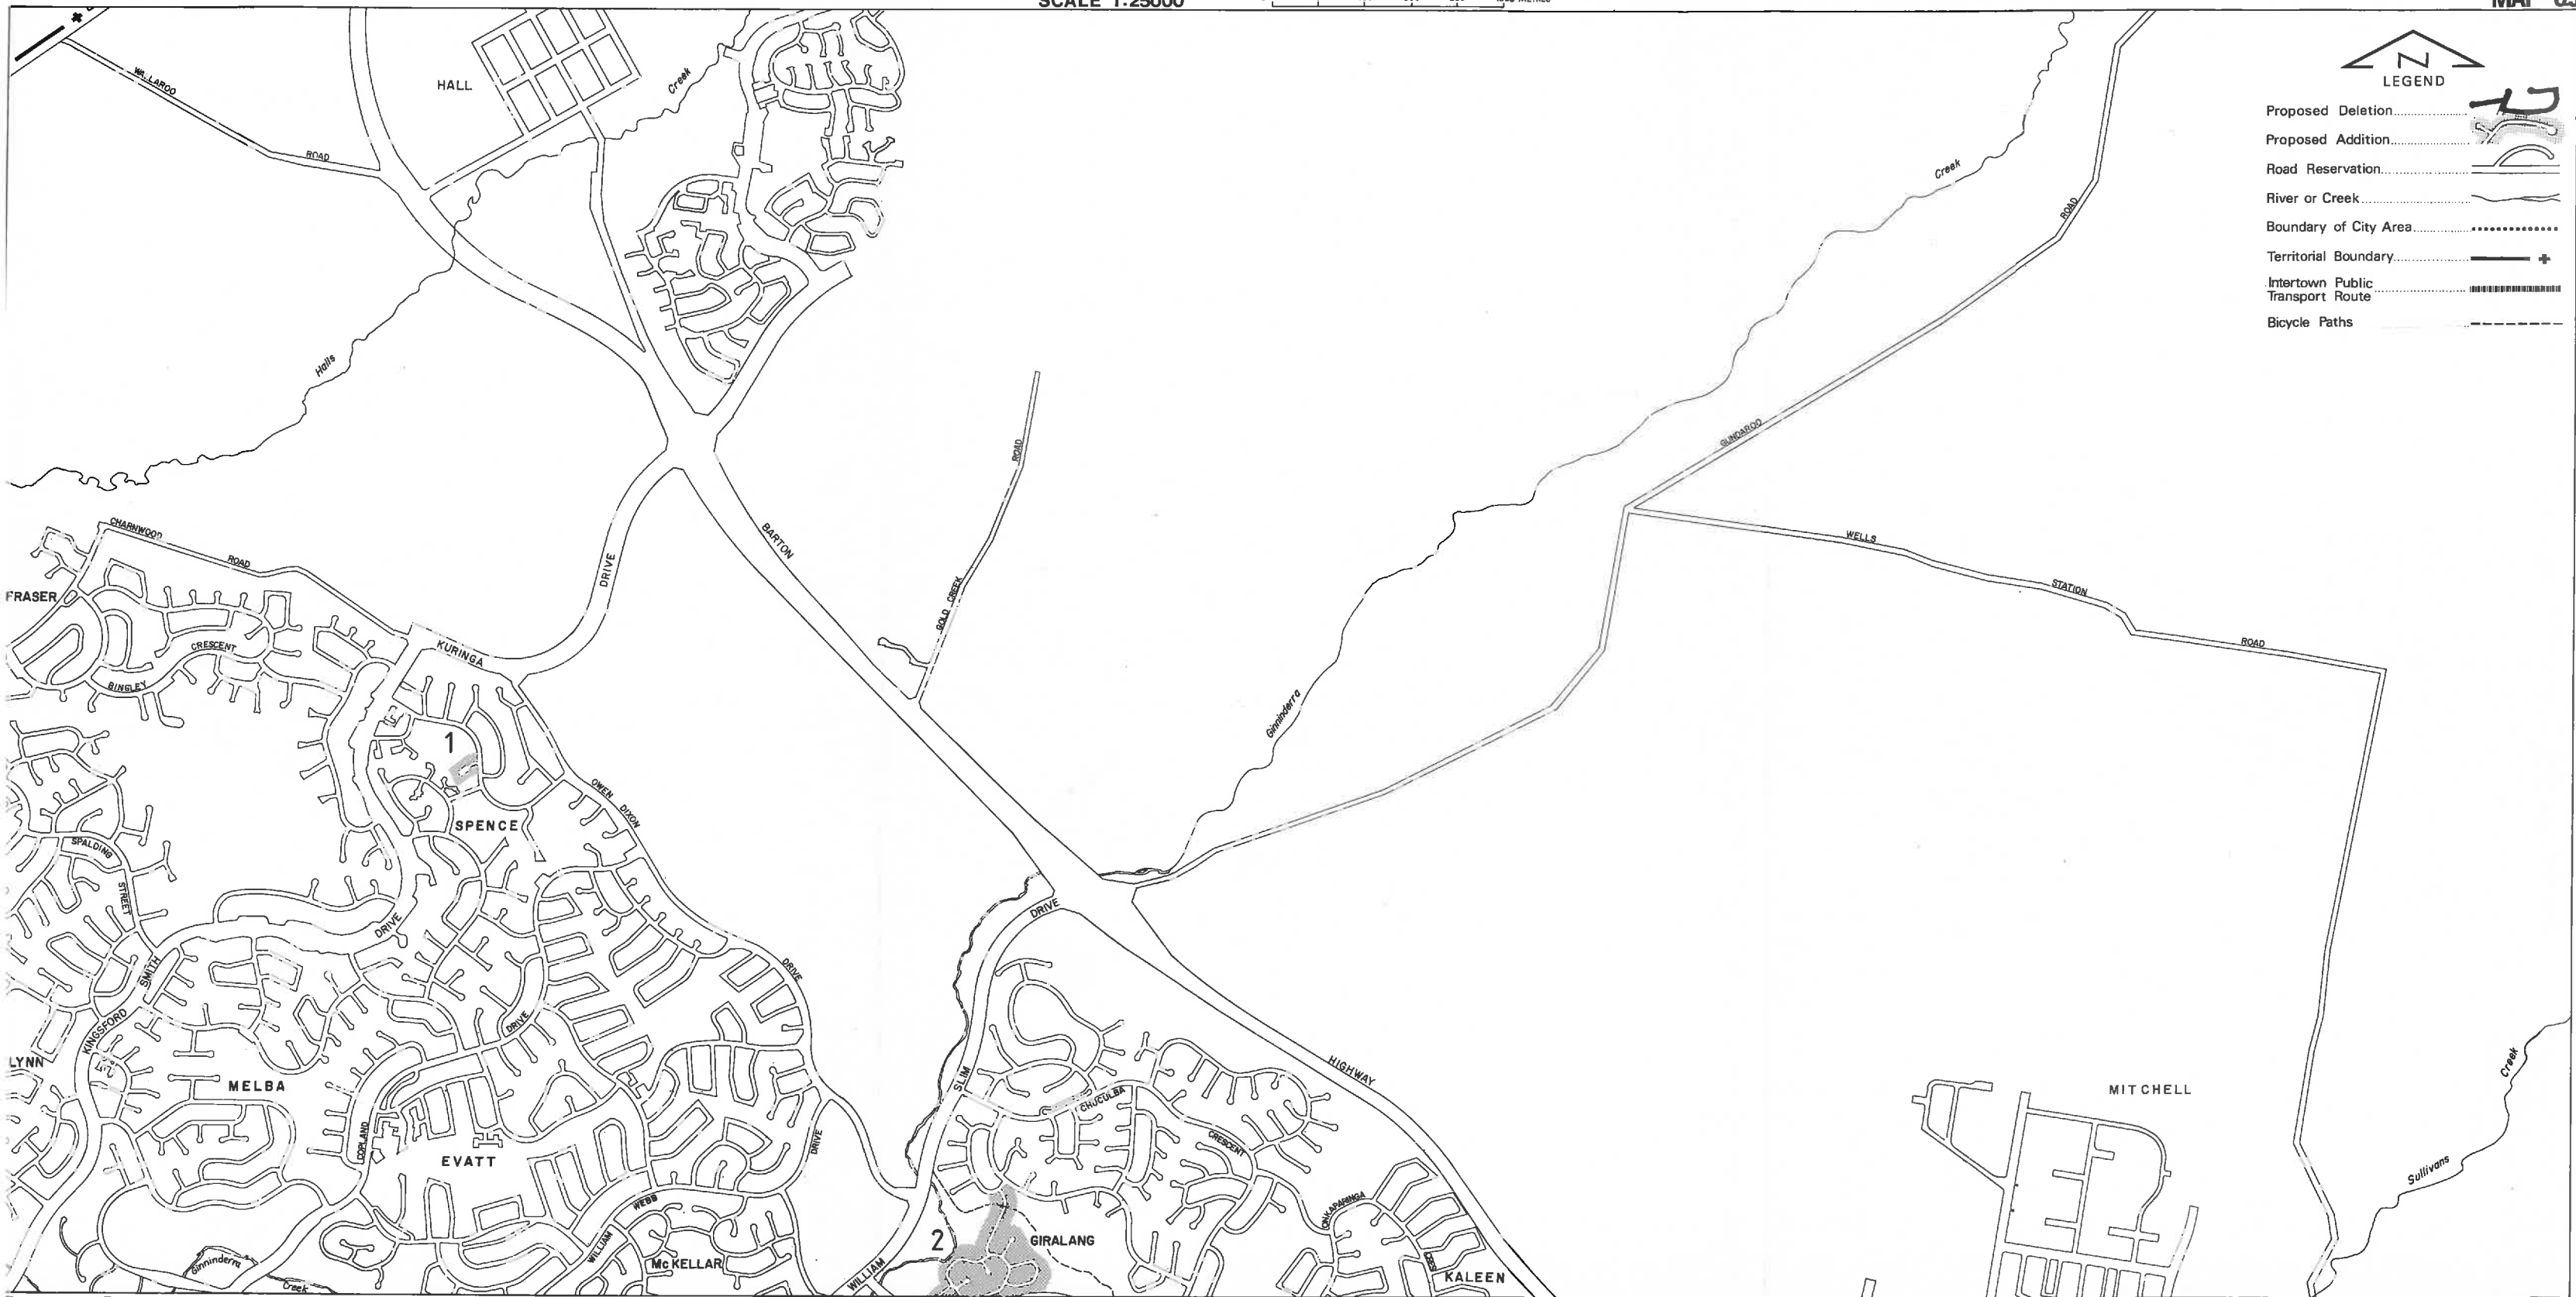 SCALE 1:25000
N
LEGEND
Proposed Deletion
Proposed Addition
Road Reservation
River or Creek
Boundary of City Area
Territorial Boundary
Intertown Public
Transport Route
Bicycle Paths
WALLAROO
ROAD
HALL
Creek
Halls
Creek
ROAD
GUNDAROO
ROAD
BARTON
DRIVE
CHARNWOOD
ROAD
FRASER
GOLD CREEK
WELLS
STATION
ROAD
CRESCENT
KURINGA
BINGLEY
Ginninderra
1
OWEN DIXON
SPENCE
SPALDING
STREET
DRIVE
DRIVE
SMITH
DRIVE
KINGSFORD
DRIVE
LYNN
MELBA
SLIM
CHUCULBA
HIGHWAY
MITCHELL
Creek
COPLAND
DRIVE
CRESCENT
EVATT
Sullivans
WEBB
ONKAPARINGA
2
GIRALANG
WILLIAM
McKELLAR
CRES
KALEEN
Ginninderra
Creek
WILLIAM